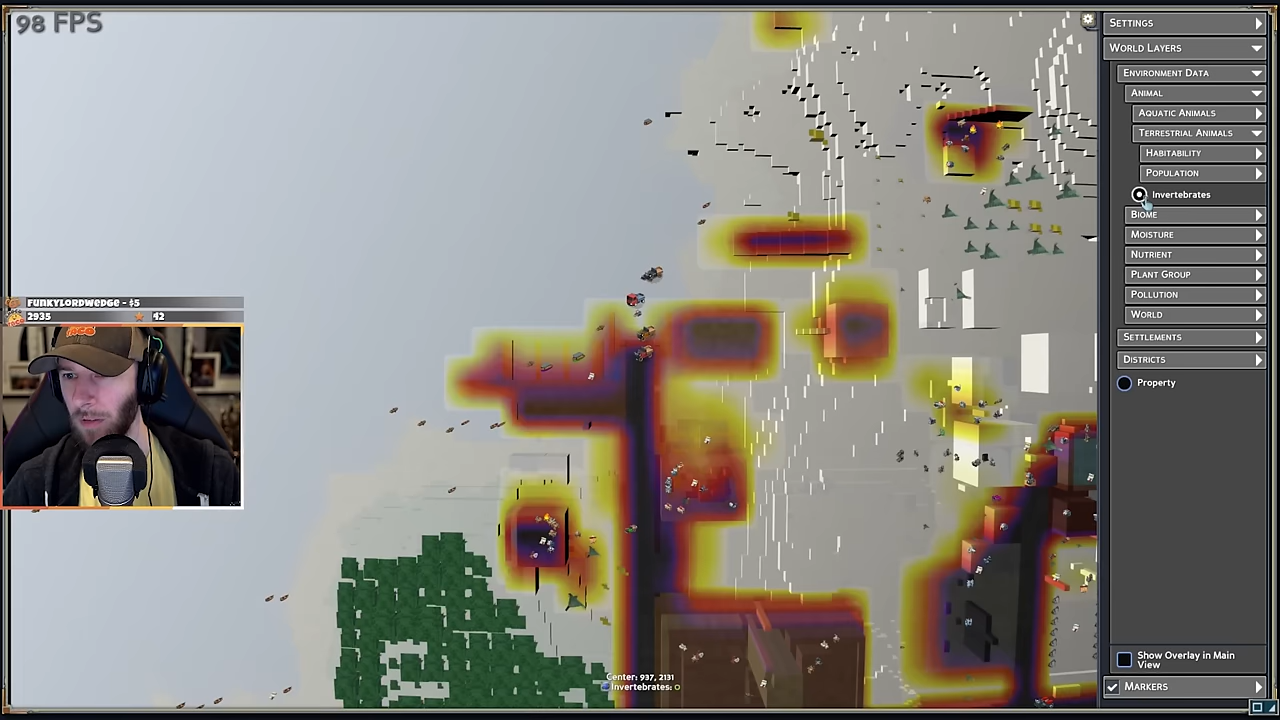 98 FPS
SETTINGS
WORLD LAYERS
ENVIRONMENT DATA
ANIMAL
AQUATIC ANIMALS
TERRESTRIAL ANIMALS
HABITABILITY
POPULATION
Invertebrates
BIOME
MOISTURE
NUTRIENT
PLANT GROUP
POLLUTION
WORLD
SETTLEMENTS
DISTRICTS
Property
FUNKYLORDWEDGE - $5
2935 42
Center: 937, 2131
Invertebrates: 0
Show Overlay in Main
View
MARKERS